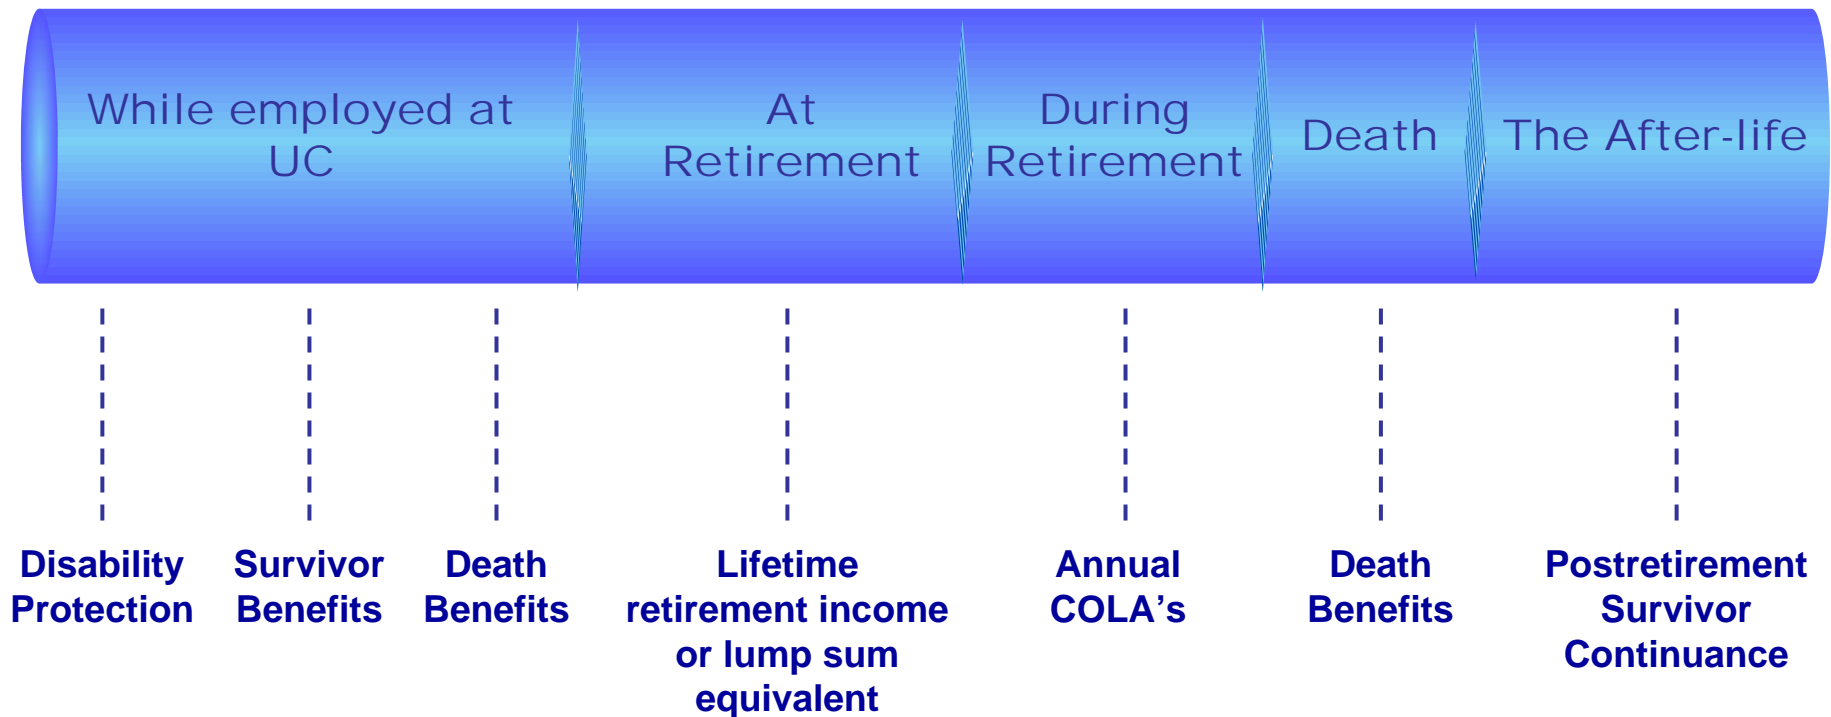 While employed at
UC
At
Retirement
During
Retirement
Death
The After-life
Disability
Protection
Survivor
Benefits
Death
Benefits
Lifetime
retirement income
or lump sum
equivalent
Annual
COLA’s
Death
Benefits
Postretirement
Survivor
Continuance